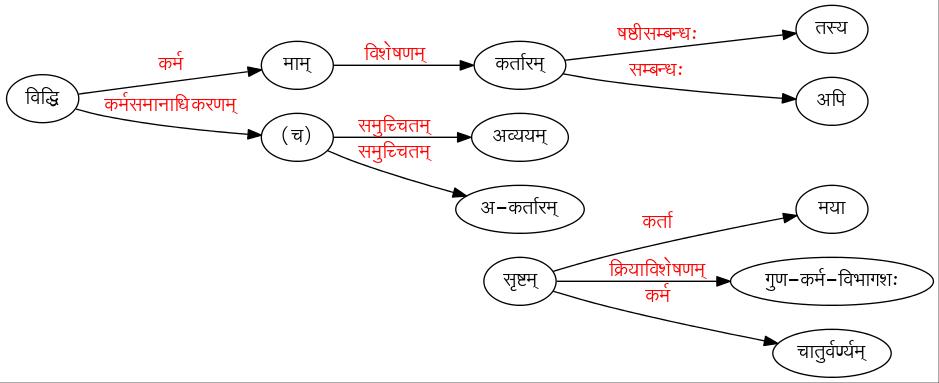 षष्ठीसम्बन्धः
तस्य
कर्म
माम्
विशेषणम्
कर्तारम्
सम्बन्धः
विद्धि
कर्मसमानाधिकरणम्
अपि
(च)
समुच्चितम्
अव्ययम्
समुच्चितम्
अ-कर्तारम्
कर्ता
मया
सृष्टम्
क्रियाविशेषणम्
गुण-कर्म-विभागशः
कर्म
चातुर्वर्ण्यम्